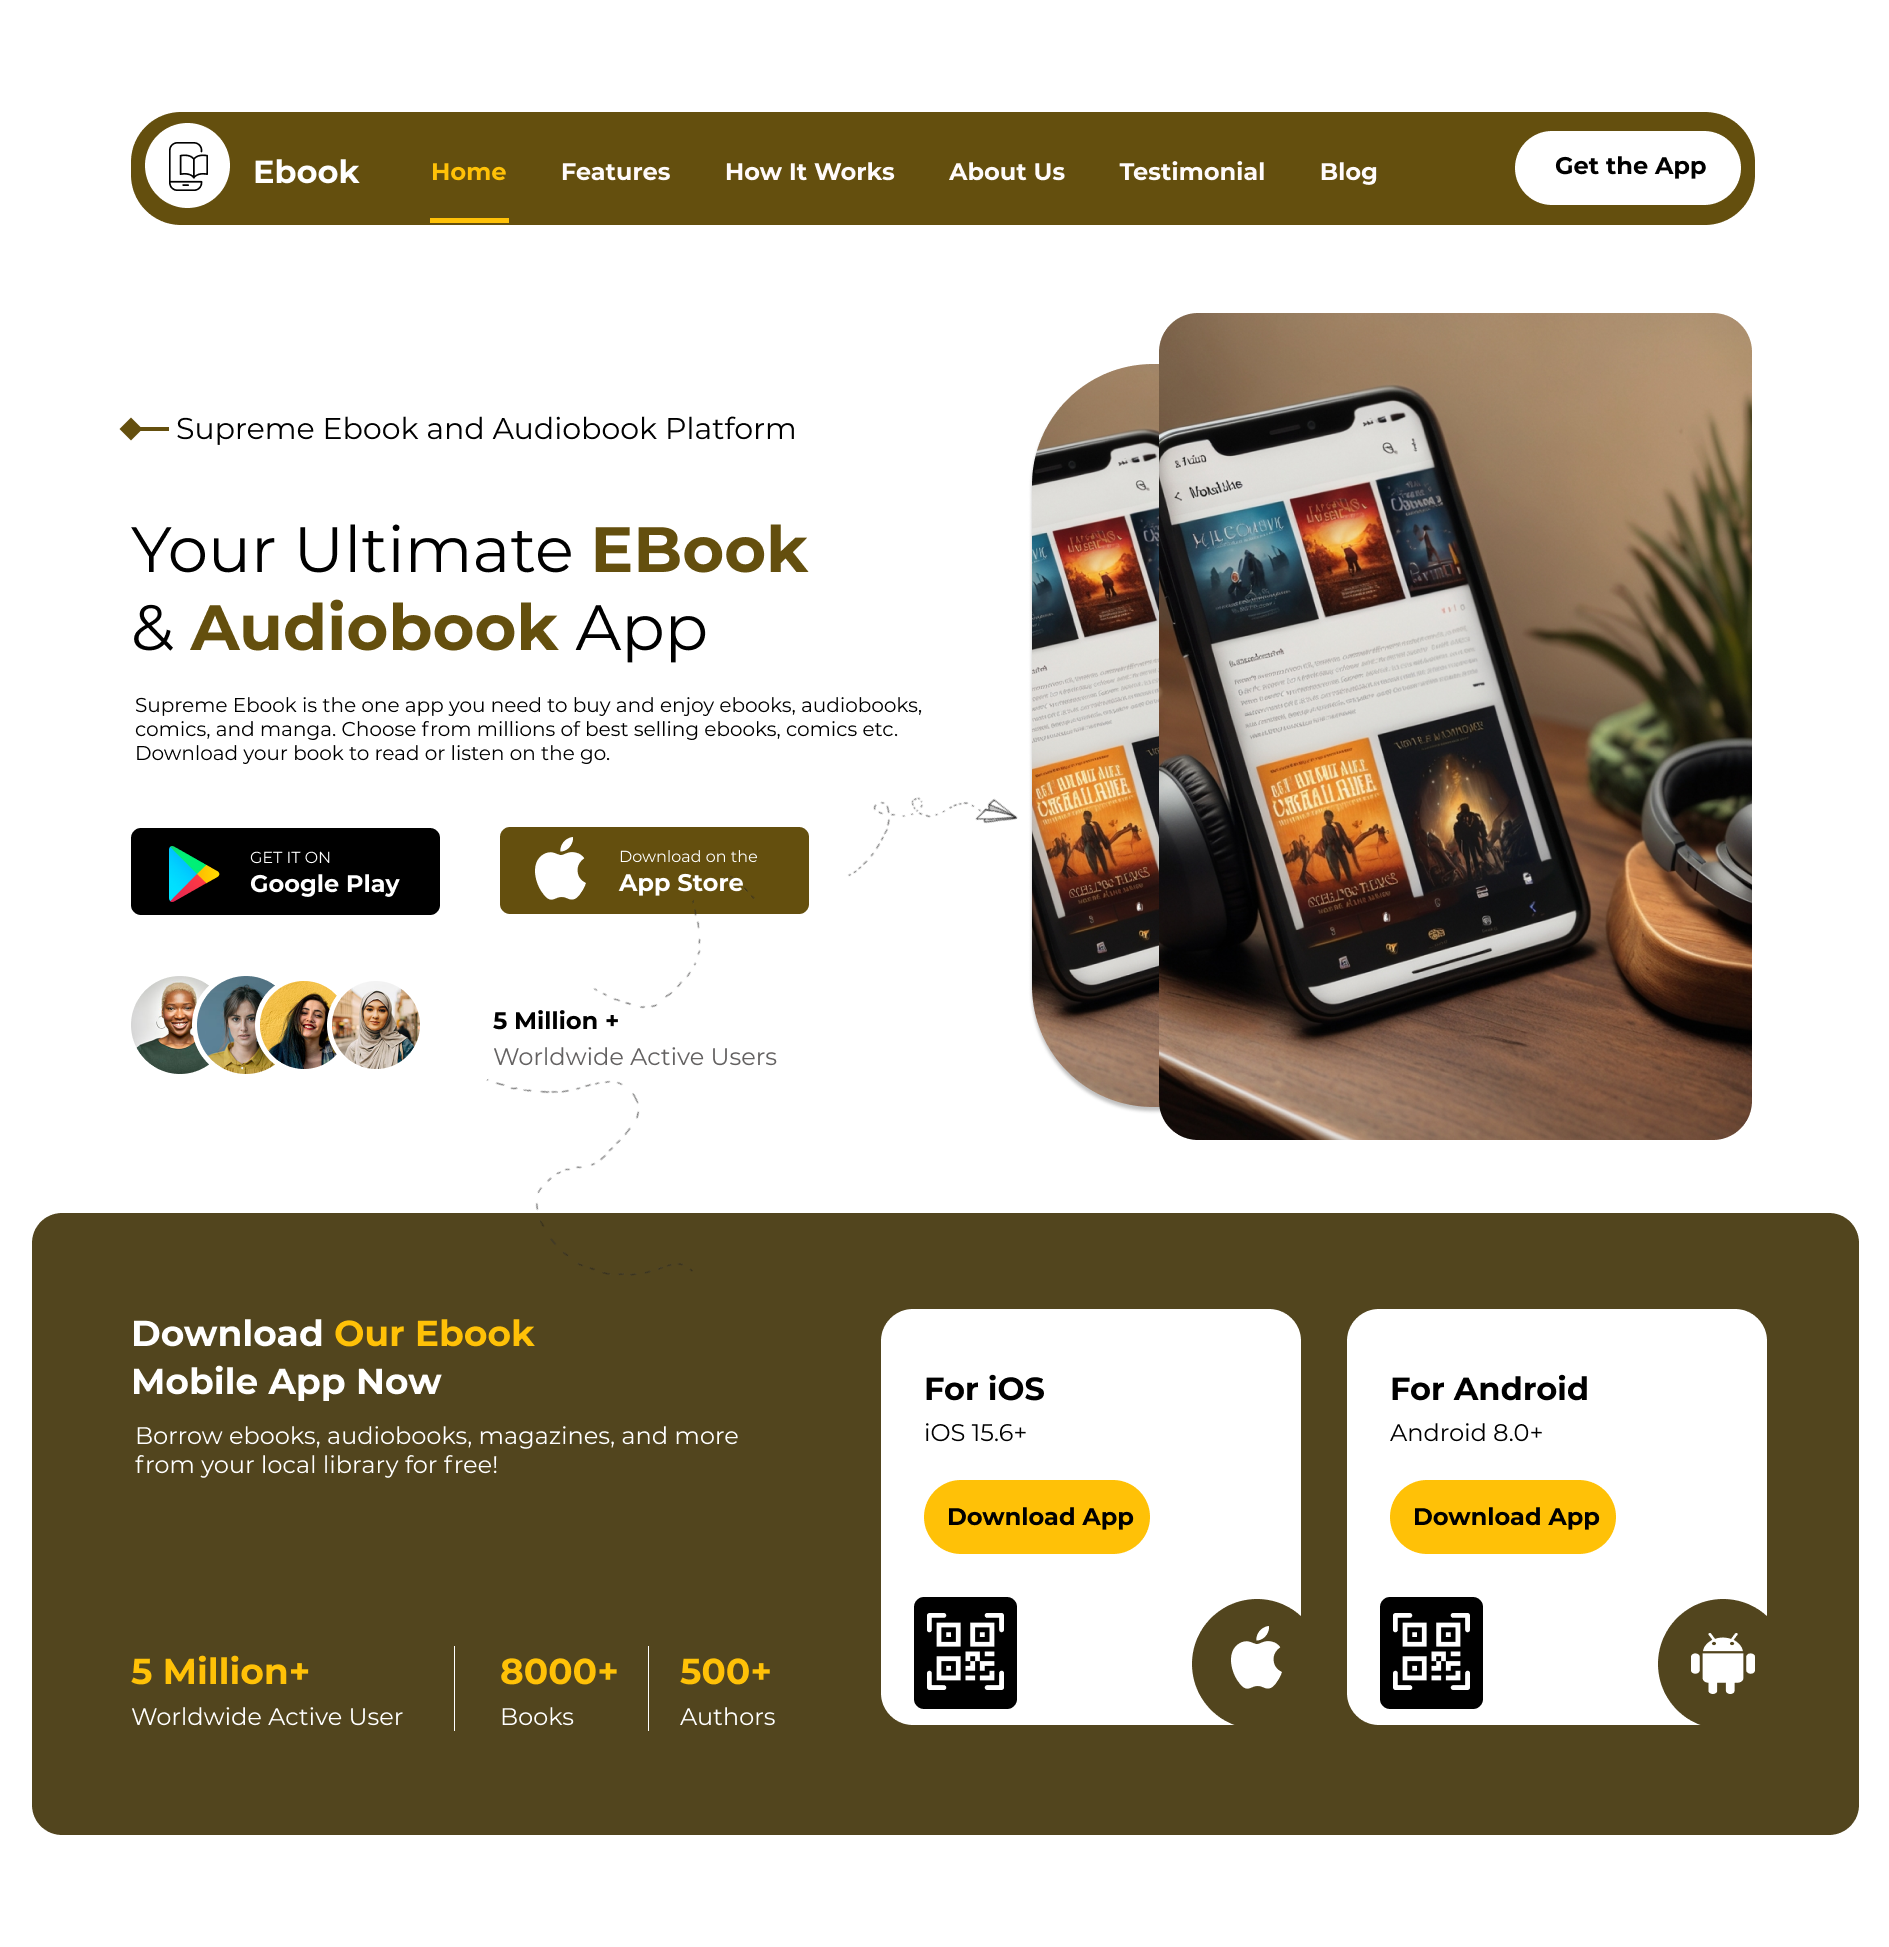 Ebook
Home
Features
How It Works
About Us
Testimonial
Blog
Get the App
Supreme Ebook and Audiobook Platform
Your Ultimate EBook
& Audiobook App
Supreme Ebook is the one app you need to buy and enjoy ebooks, audiobooks,
comics, and manga. Choose from millions of best selling ebooks, comics etc.
Download your book to read or listen on the go.
GET IT ON
Google Play
Download on the
App Store
5 Million +
Worldwide Active Users
Download Our Ebook
Mobile App Now
Borrow ebooks, audiobooks, magazines, and more
from your local library for free!
5 Million+
Worldwide Active User
8000+
Books
500+
Authors
For iOS
iOS 15.6+
Download App
For Android
Android 8.0+
Download App